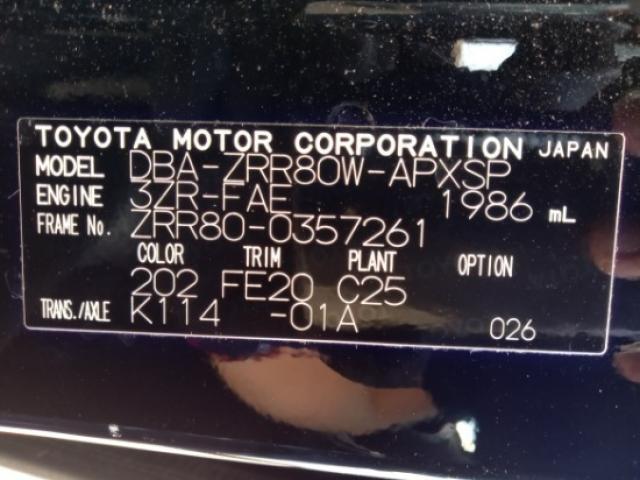 TOYOTA MOTOR CORPORATION JAPAN
MODEL DBA-ZRR80W-APXSP
ENGINE 3ZR-FAE 1986 mL
FRAME No. ZRR80-0357261
COLOR TRIM PLANT OPTION
202 FE20 C25
TRANS./AXLE K114 -01A 026